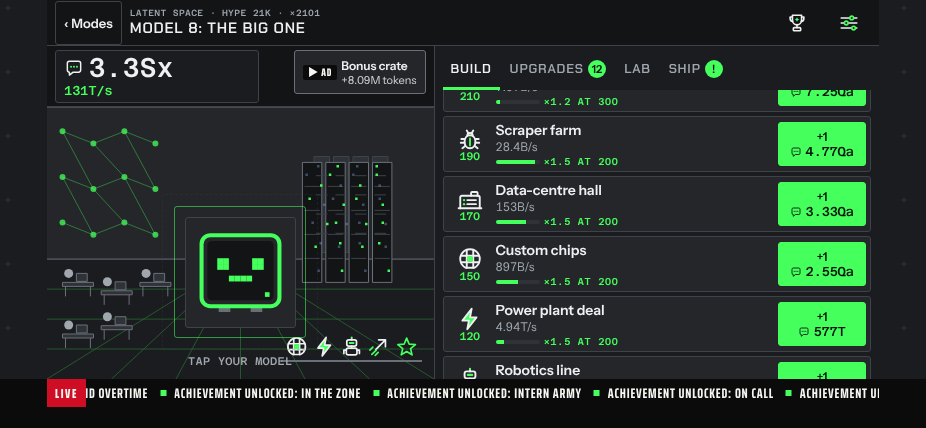 ‹ Modes
LATENT SPACE · HYPE 21K · ×2101
MODEL 8: THE BIG ONE
3.3Sx
131T/s
AD
Bonus crate
+8.09M tokens
BUILD
UPGRADES 12
LAB
SHIP !
210
×1.2 AT 300
7.25Qa
Scraper farm
28.4B/s
190
×1.5 AT 200
+1
4.77Qa
Data-centre hall
153B/s
170
×1.5 AT 200
+1
3.33Qa
Custom chips
897B/s
150
×1.5 AT 200
+1
2.55Qa
Power plant deal
4.94T/s
120
×1.5 AT 200
+1
577T
Robotics line
+1
TAP YOUR MODEL
LIVE
OVERTIME
ACHIEVEMENT UNLOCKED: IN THE ZONE
ACHIEVEMENT UNLOCKED: INTERN ARMY
ACHIEVEMENT UNLOCKED: ON CALL
ACHIEVEMENT